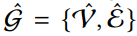 𝒢̂ = {𝒱̂, ℰ̂}